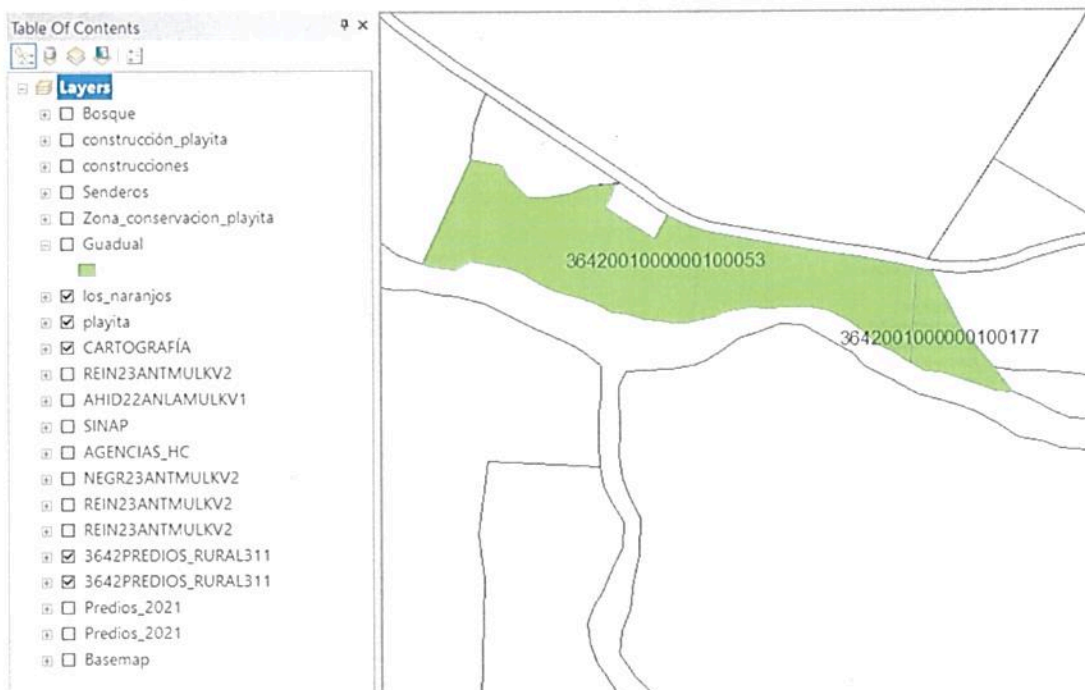 Table Of Contents
Layers
Bosque
construcción_playita
construcciones
Senderos
Zona_conservacion_playita
Guadual
los_naranjos
playita
CARTOGRAFÍA
REIN23ANTMULKV2
AHID22ANLAMULKV1
SINAP
AGENCIAS_HC
NEGR23ANTMULKV2
REIN23ANTMULKV2
REIN23ANTMULKV2
3642PREDIOS_RURAL311
3642PREDIOS_RURAL311
Predios_2021
Predios_2021
Basemap
3642001000000100053
3642001000000100177